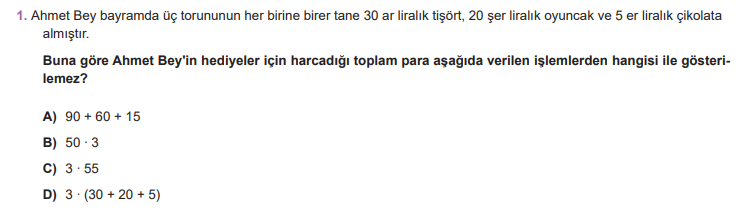 1. Ahmet Bey bayramda üç torununun her birine birer tane 30 ar liralık tişört, 20 şer liralık oyuncak ve 5 er liralık çikolata
almıştır.
Buna göre Ahmet Bey'in hediyeler için harcadığı toplam para aşağıda verilen işlemlerden hangisi ile gösteri-
lemez?
A) 90 + 60 + 15
B) 50 · 3
C) 3 · 55
D) 3 · (30 + 20 + 5)